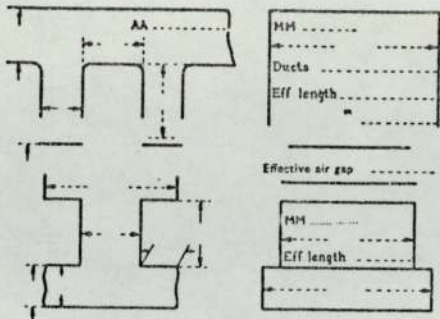 AA
MM
Ducts
Eff length
"
Effective air gap
MM
Eff length